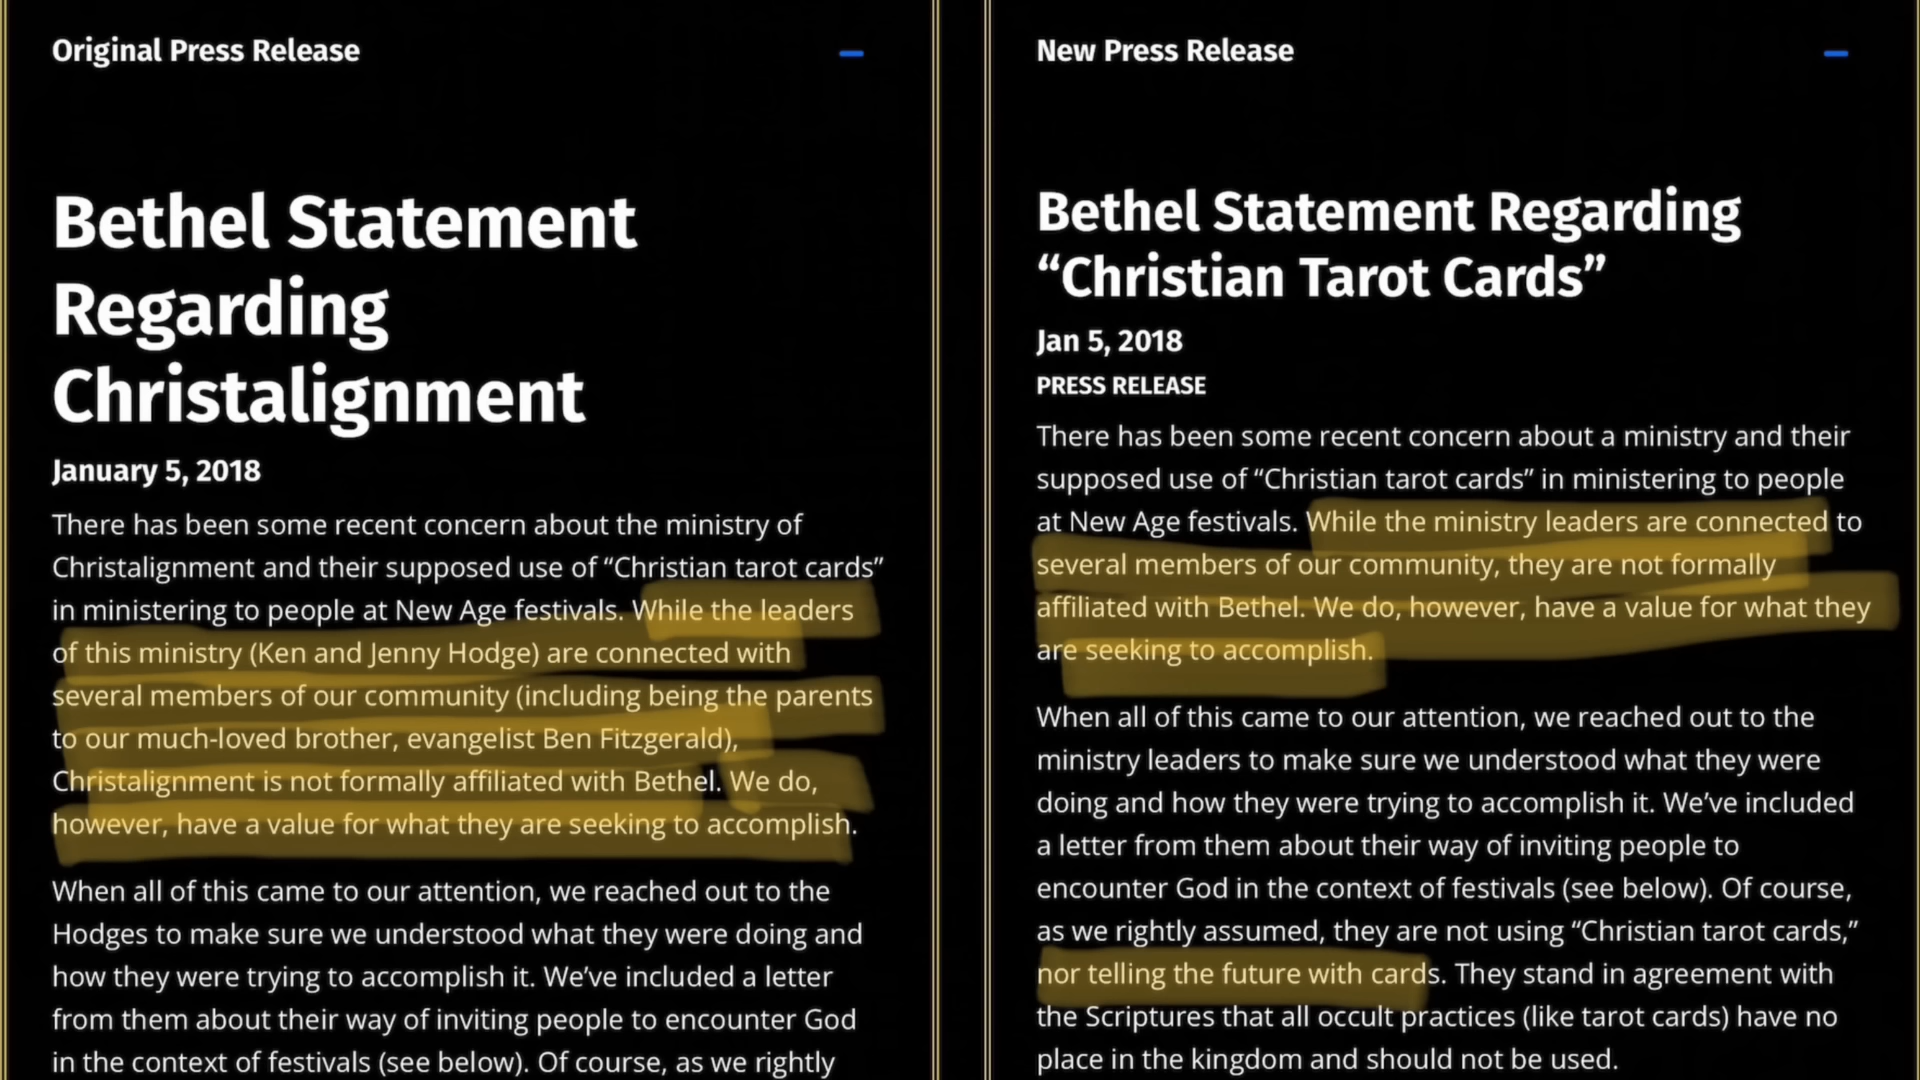 Original Press Release
Bethel Statement
Regarding
Christalignment
January 5, 2018
There has been some recent concern about the ministry of
Christalignment and their supposed use of “Christian tarot cards”
in ministering to people at New Age festivals. While the leaders
of this ministry (Ken and Jenny Hodge) are connected with
several members of our community (including being the parents
to our much-loved brother, evangelist Ben Fitzgerald),
Christalignment is not formally affiliated with Bethel. We do,
however, have a value for what they are seeking to accomplish.
When all of this came to our attention, we reached out to the
Hodges to make sure we understood what they were doing and
how they were trying to accomplish it. We’ve included a letter
from them about their way of inviting people to encounter God
in the context of festivals (see below). Of course, as we rightly
New Press Release
Bethel Statement Regarding
“Christian Tarot Cards”
Jan 5, 2018
PRESS RELEASE
There has been some recent concern about a ministry and their
supposed use of “Christian tarot cards” in ministering to people
at New Age festivals. While the ministry leaders are connected to
several members of our community, they are not formally
affiliated with Bethel. We do, however, have a value for what they
are seeking to accomplish.
When all of this came to our attention, we reached out to the
ministry leaders to make sure we understood what they were
doing and how they were trying to accomplish it. We’ve included
a letter from them about their way of inviting people to
encounter God in the context of festivals (see below). Of course,
as we rightly assumed, they are not using “Christian tarot cards,”
nor telling the future with cards. They stand in agreement with
the Scriptures that all occult practices (like tarot cards) have no
place in the kingdom and should not be used.